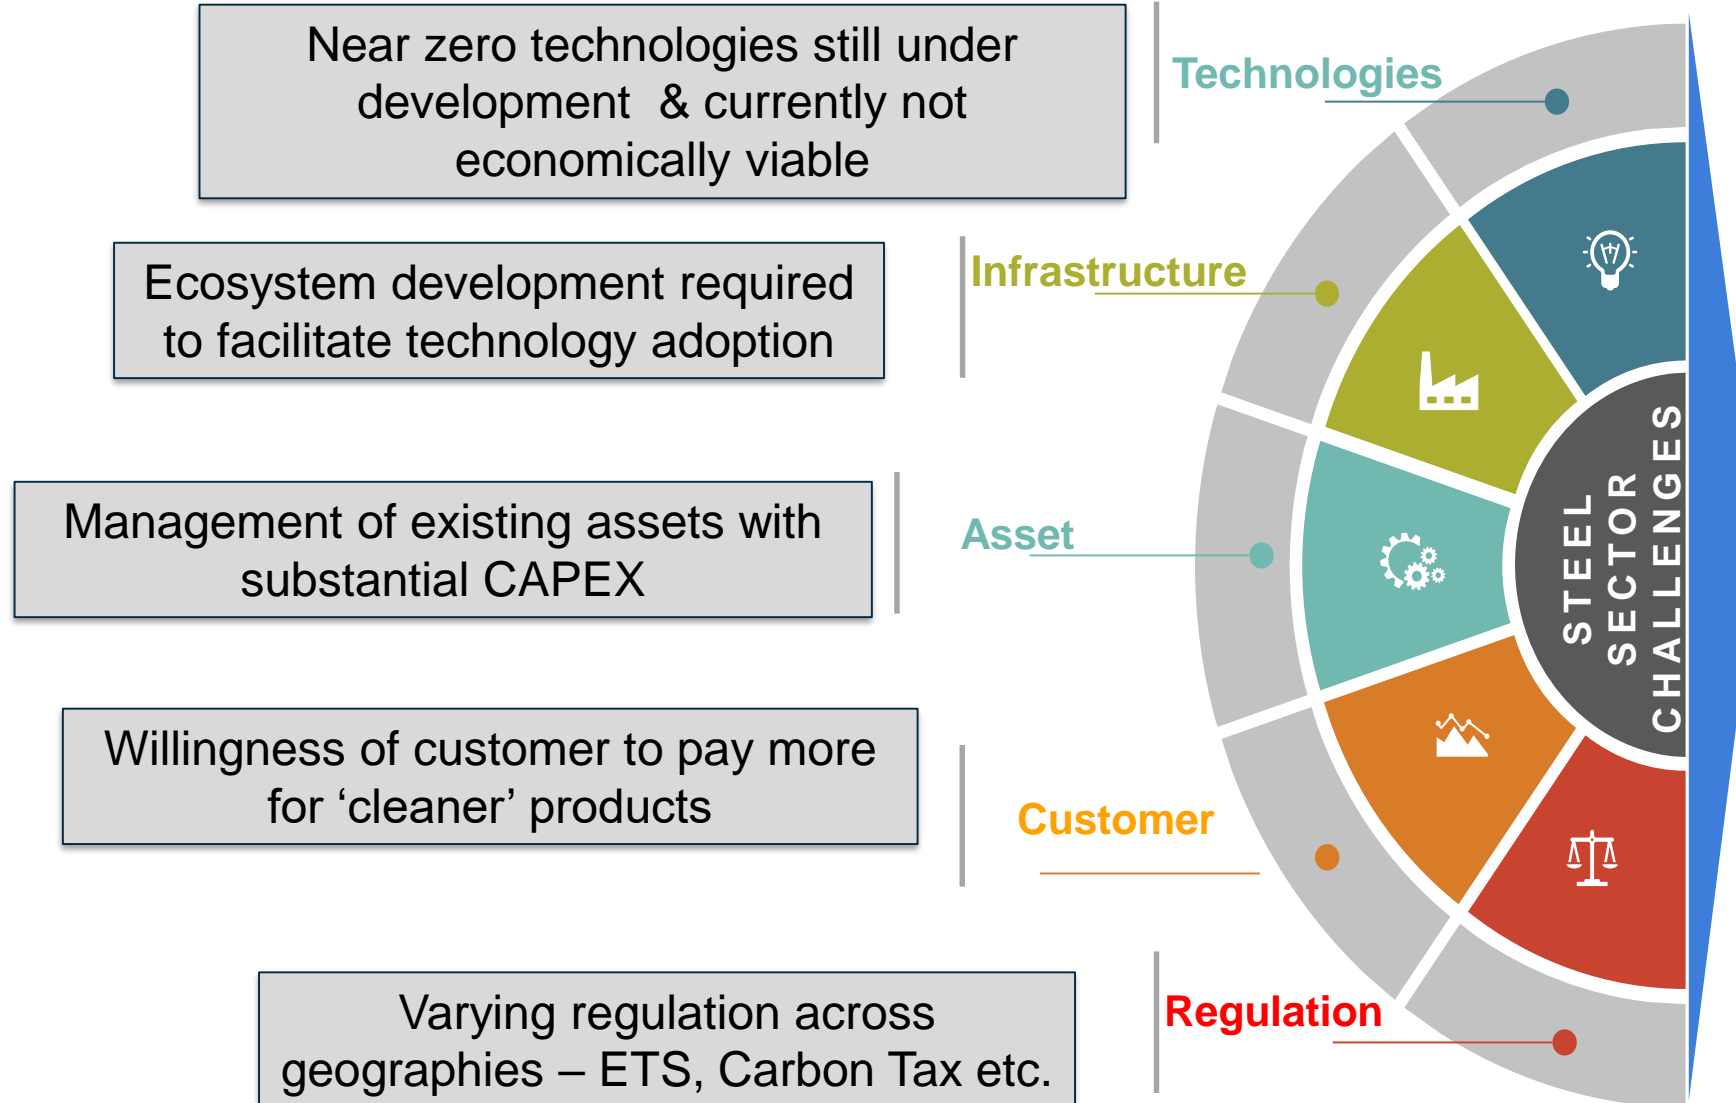 Near zero technologies still under
development & currently not
economically viable
Technologies
Ecosystem development required
to facilitate technology adoption
Infrastructure
Management of existing assets with
substantial CAPEX
Asset
Willingness of customer to pay more
for ‘cleaner’ products
Customer
Varying regulation across
geographies – ETS, Carbon Tax etc.
Regulation
STEEL
SECTOR
CHALLENGES